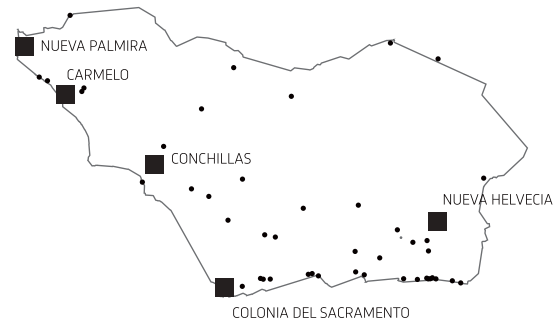 NUEVA PALMIRA
CARMELO
CONCHILLAS
NUEVA HELVECIA
COLONIA DEL SACRAMENTO